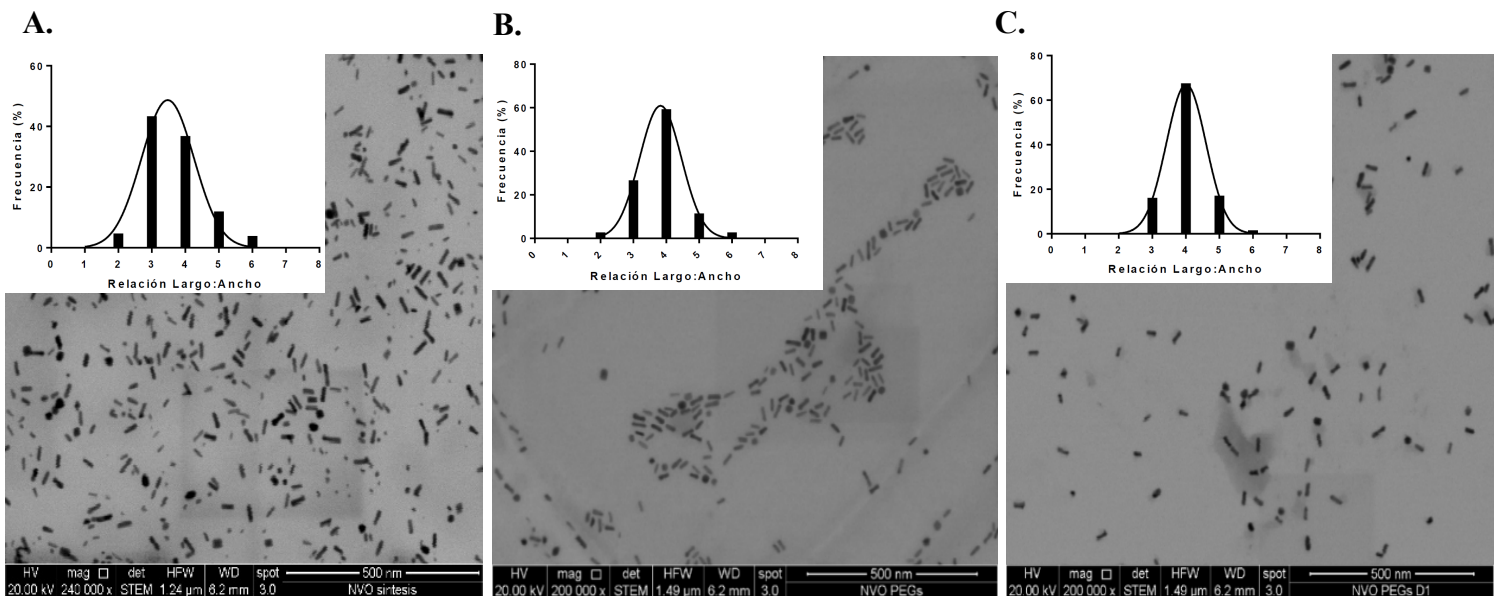 A.
60
40
20
0
Frecuencia (%)
0 1 2 3 4 5 6 7 8
Relación Largo:Ancho
HV mag det HFW WD spot 500 nm
20.00 kV 240 000 x STEM 1.24 µm 6.2 mm 3.0 NVO sintesis
B.
80
60
40
20
0
Frecuencia (%)
0 1 2 3 4 5 6 7 8
Relación Largo:Ancho
HV mag det HFW WD spot 500 nm
20.00 kV 200 000 x STEM 1.49 µm 6.2 mm 3.0 NVO PEGs
C.
80
60
40
20
0
Frecuencia (%)
0 1 2 3 4 5 6 7 8
Relación Largo:Ancho
HV mag det HFW WD spot 500 nm
20.00 kV 200 000 x STEM 1.49 µm 6.2 mm 3.0 NVO PEGs D1